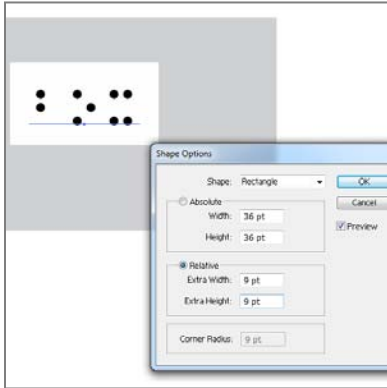 ⠃⠕⠭
Shape Options
Shape: Rectangle
OK
Absolute
Cancel
Width: 36 pt
Preview
Height: 36 pt
Relative
Extra Width: 9 pt
Extra Height: 9 pt
Corner Radius: 9 pt